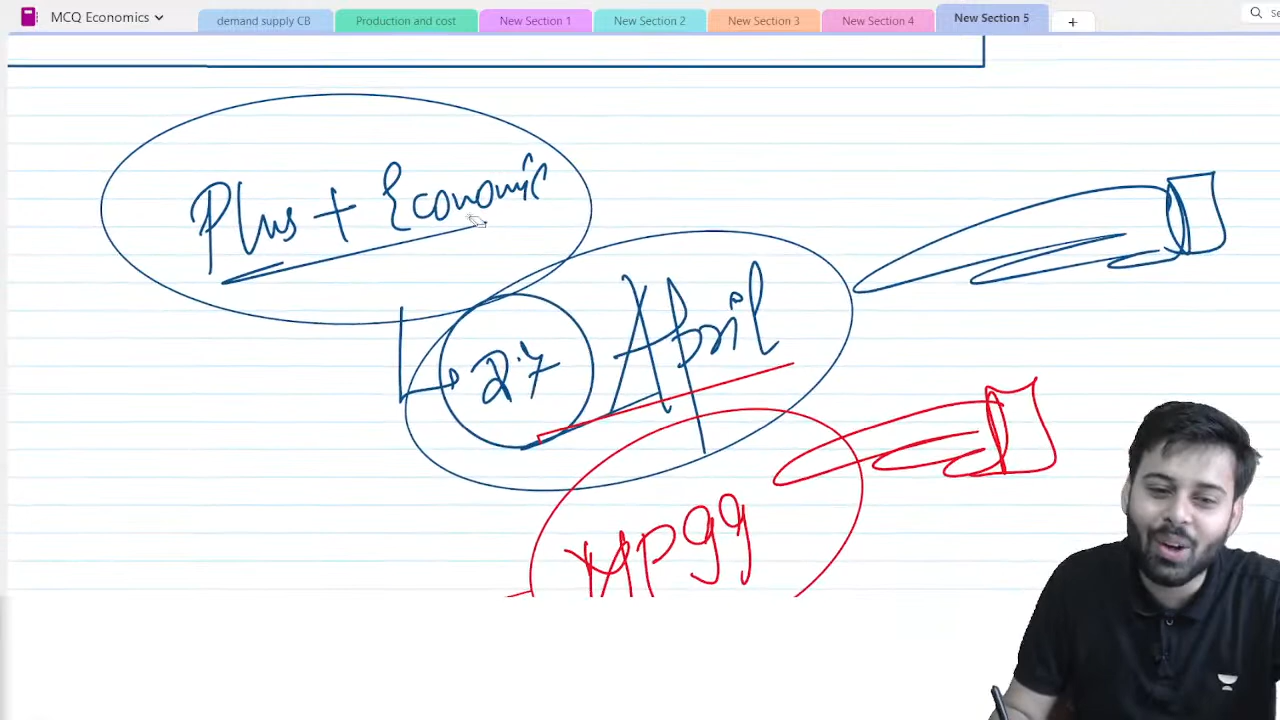 MCQ Economics
demand supply CB
Production and cost
New Section 1
New Section 2
New Section 3
New Section 4
New Section 5
+
Se
Plus + Economic
27 April